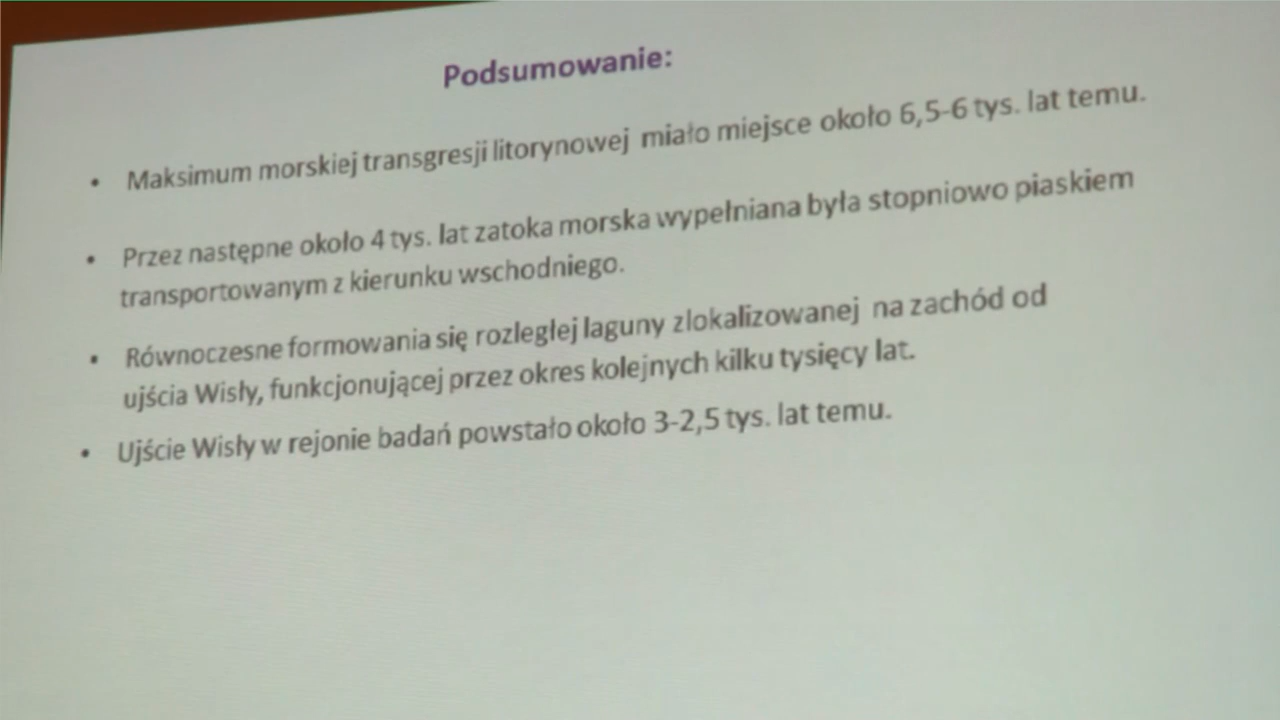 Podsumowanie:
• Maksimum morskiej transgresji litorynowej miało miejsce około 6,5-6 tys. lat temu.
• Przez następne około 4 tys. lat zatoka morska wypełniana była stopniowo piaskiem
transportowanym z kierunku wschodniego.
• Równoczesne formowania się rozległej laguny zlokalizowanej na zachód od
ujścia Wisły, funkcjonującej przez okres kolejnych kilku tysięcy lat.
• Ujście Wisły w rejonie badań powstało około 3-2,5 tys. lat temu.